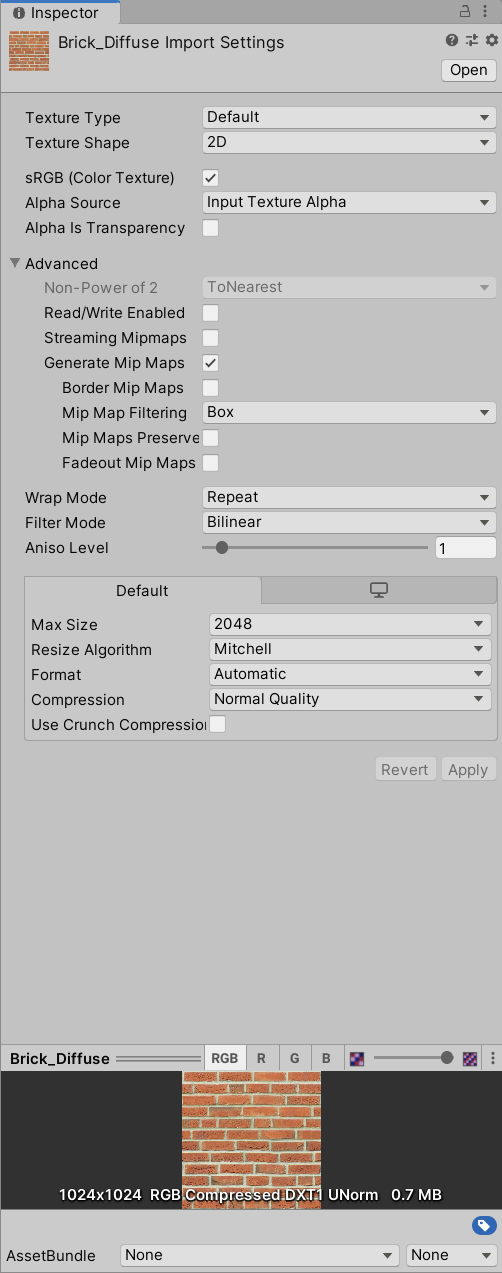 Inspector
Brick_Diffuse Import Settings
Open
Texture Type Default
Texture Shape 2D
sRGB (Color Texture)
Alpha Source Input Texture Alpha
Alpha Is Transparency
Advanced
Non-Power of 2 ToNearest
Read/Write Enabled
Streaming Mipmaps
Generate Mip Maps
Border Mip Maps
Mip Map Filtering Box
Mip Maps Preserve
Fadeout Mip Maps
Wrap Mode Repeat
Filter Mode Bilinear
Aniso Level 1
Default
Max Size 2048
Resize Algorithm Mitchell
Format Automatic
Compression Normal Quality
Use Crunch Compression
Revert Apply
Brick_Diffuse RGB R G B
1024x1024 RGB Compressed DXT1 UNorm 0.7 MB
AssetBundle None None